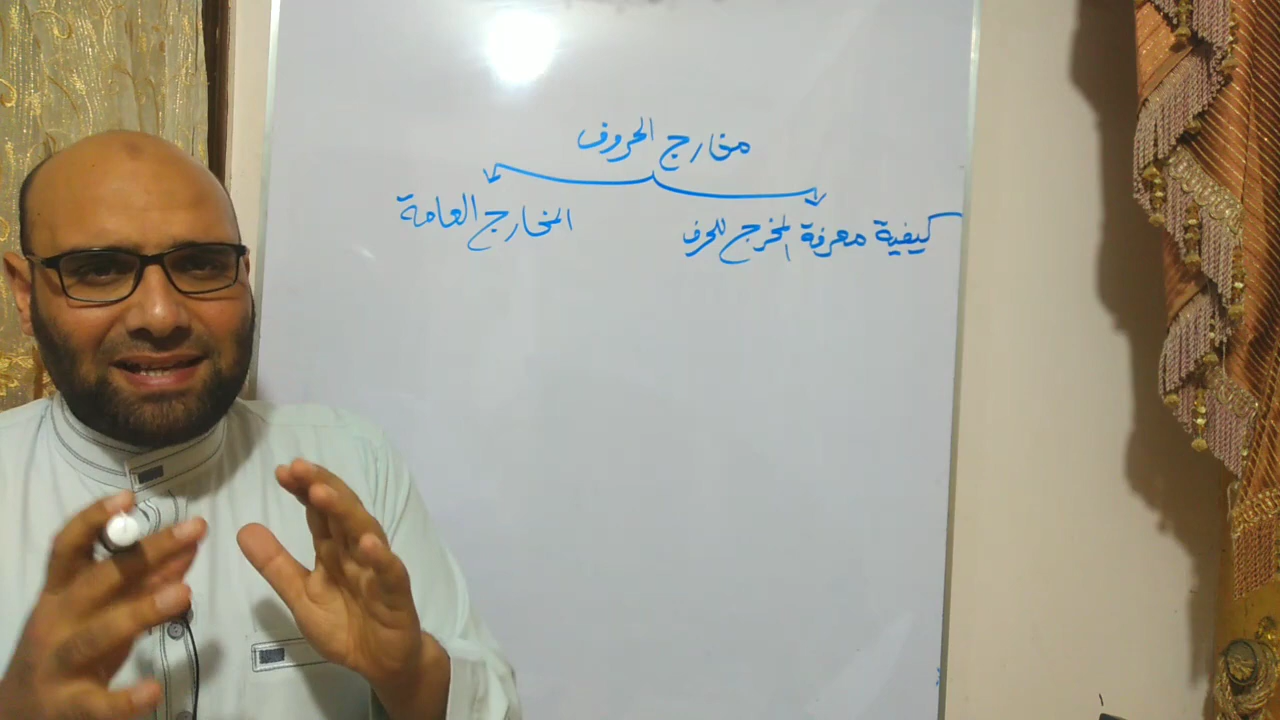 مخارج الحروف
كيفية معرفة المخرج للحرف
المخارج العامة